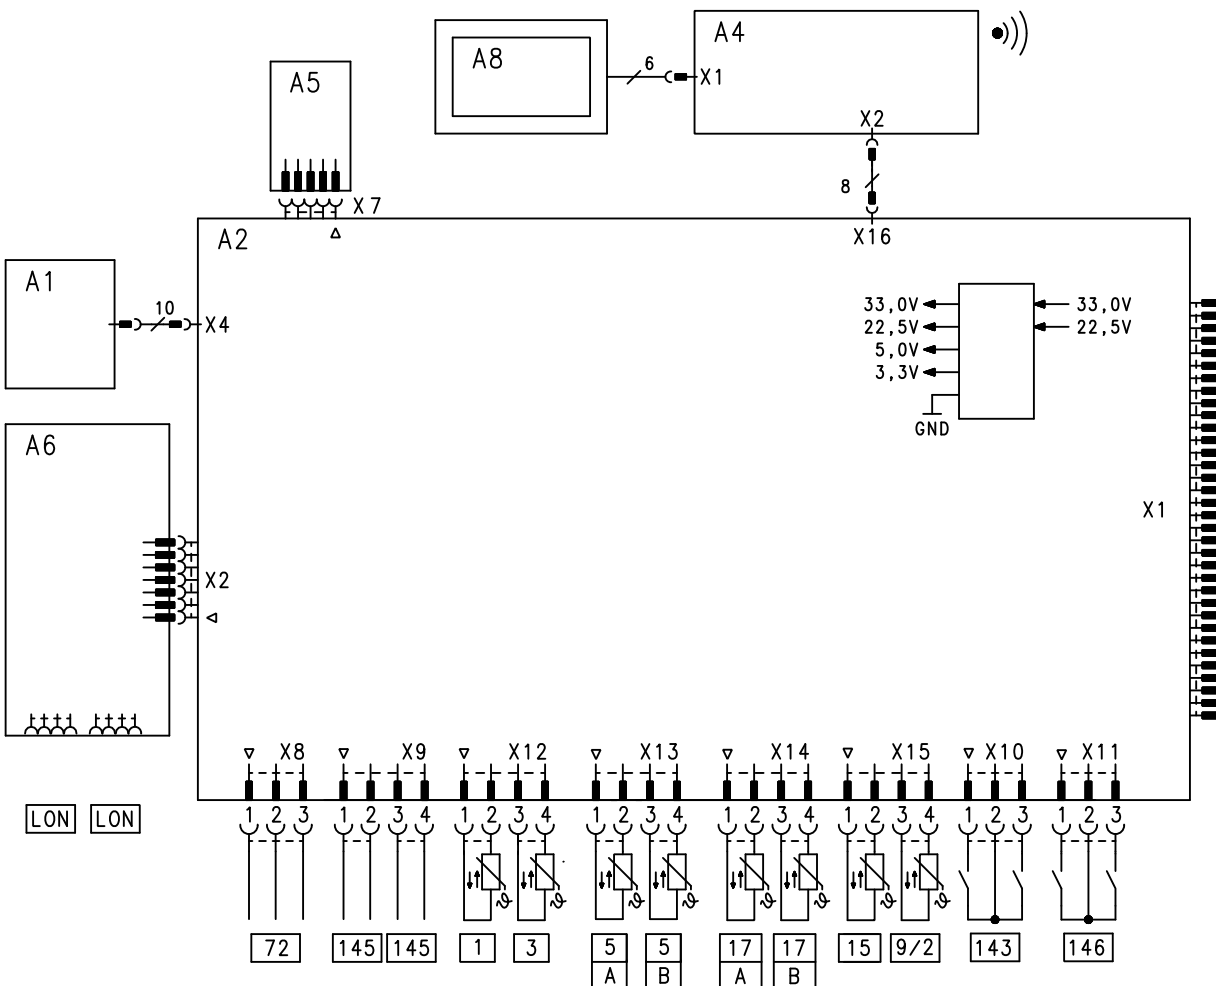 A4
A8
6
X1
A5
X2
8
X7
A2
X16
A1
10
X4
33,0V 33,0V
22,5V 22,5V
5,0V
3,3V
GND
A6
X1
X2
X8 X9 X12 X13 X14 X15 X10 X11
1 2 3 1 2 3 4 1 2 3 4 1 2 3 4 1 2 3 4 1 2 3 4 1 2 3 1 2 3
LON LON
ϑ ϑ ϑ ϑ ϑ ϑ ϑ ϑ
72 145 145 1 3 5 5 17 17 15 9/2 143 146
A B A B